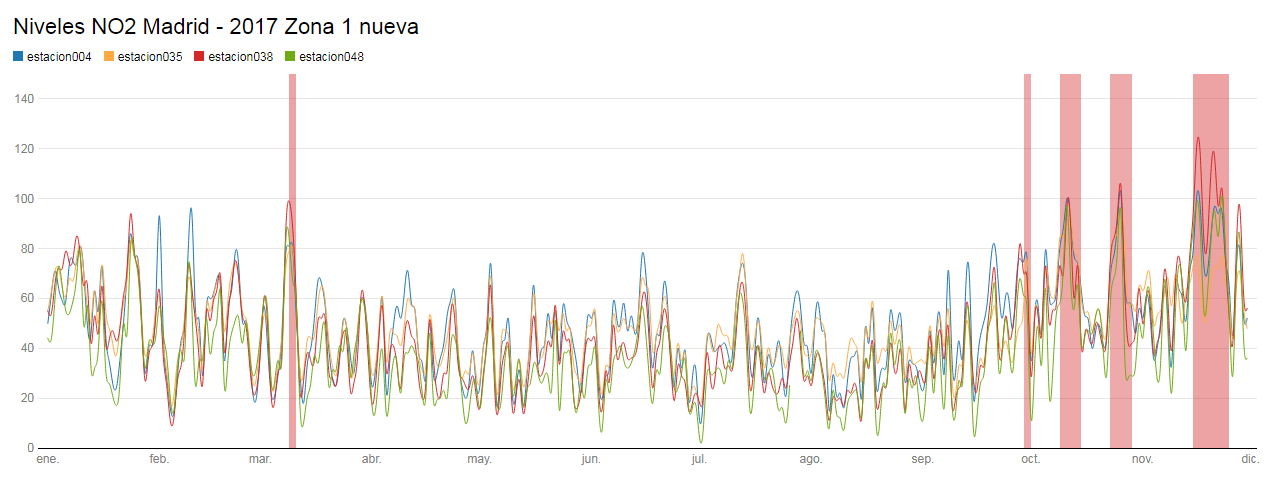 Niveles NO2 Madrid - 2017 Zona 1 nueva
estacion004 estacion035 estacion038 estacion048
140
120
100
80
60
40
20
0
ene. feb. mar. abr. may. jun. jul. ago. sep. oct. nov. dic.